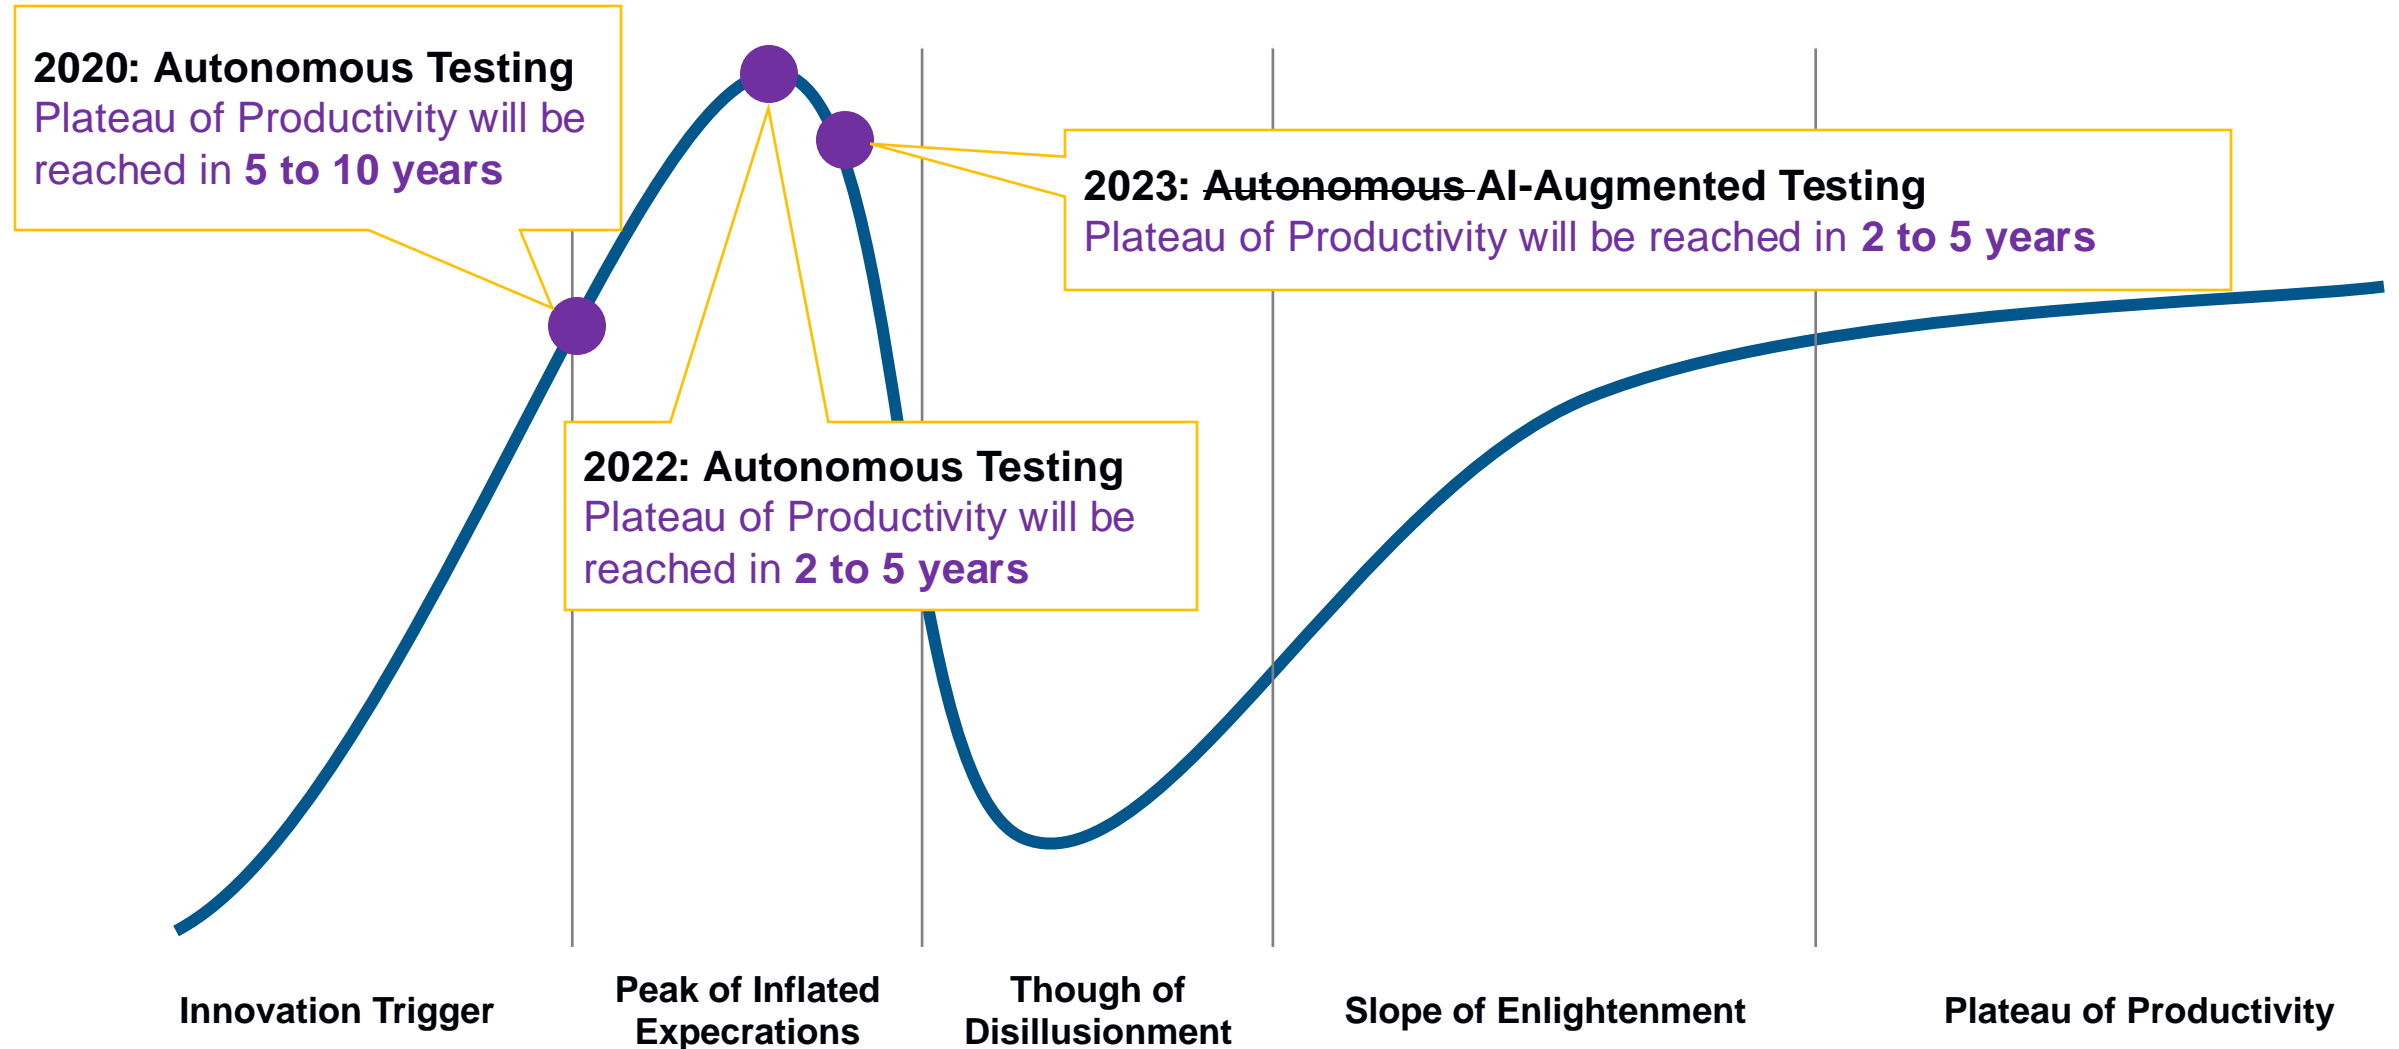 2020: Autonomous Testing
Plateau of Productivity will be
reached in 5 to 10 years
2023: Autonomous AI-Augmented Testing
Plateau of Productivity will be reached in 2 to 5 years
2022: Autonomous Testing
Plateau of Productivity will be
reached in 2 to 5 years
Innovation Trigger
Peak of Inflated
Expecrations
Though of
Disillusionment
Slope of Enlightenment
Plateau of Productivity